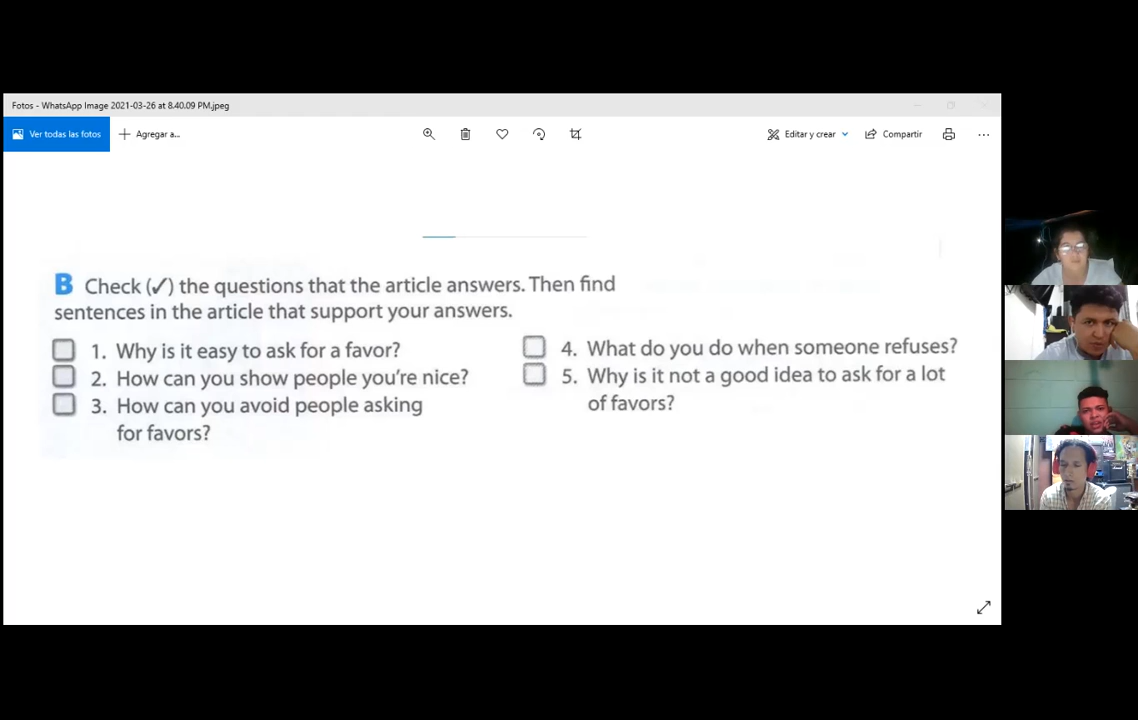 Fotos - WhatsApp Image 2021-03-26 at 8.40.09 PM.jpeg
Ver todas las fotos
Agregar a...
Editar y crear
Compartir
B Check (✓) the questions that the article answers. Then find
sentences in the article that support your answers.
1. Why is it easy to ask for a favor?
2. How can you show people you're nice?
3. How can you avoid people asking
for favors?
4. What do you do when someone refuses?
5. Why is it not a good idea to ask for a lot
of favors?